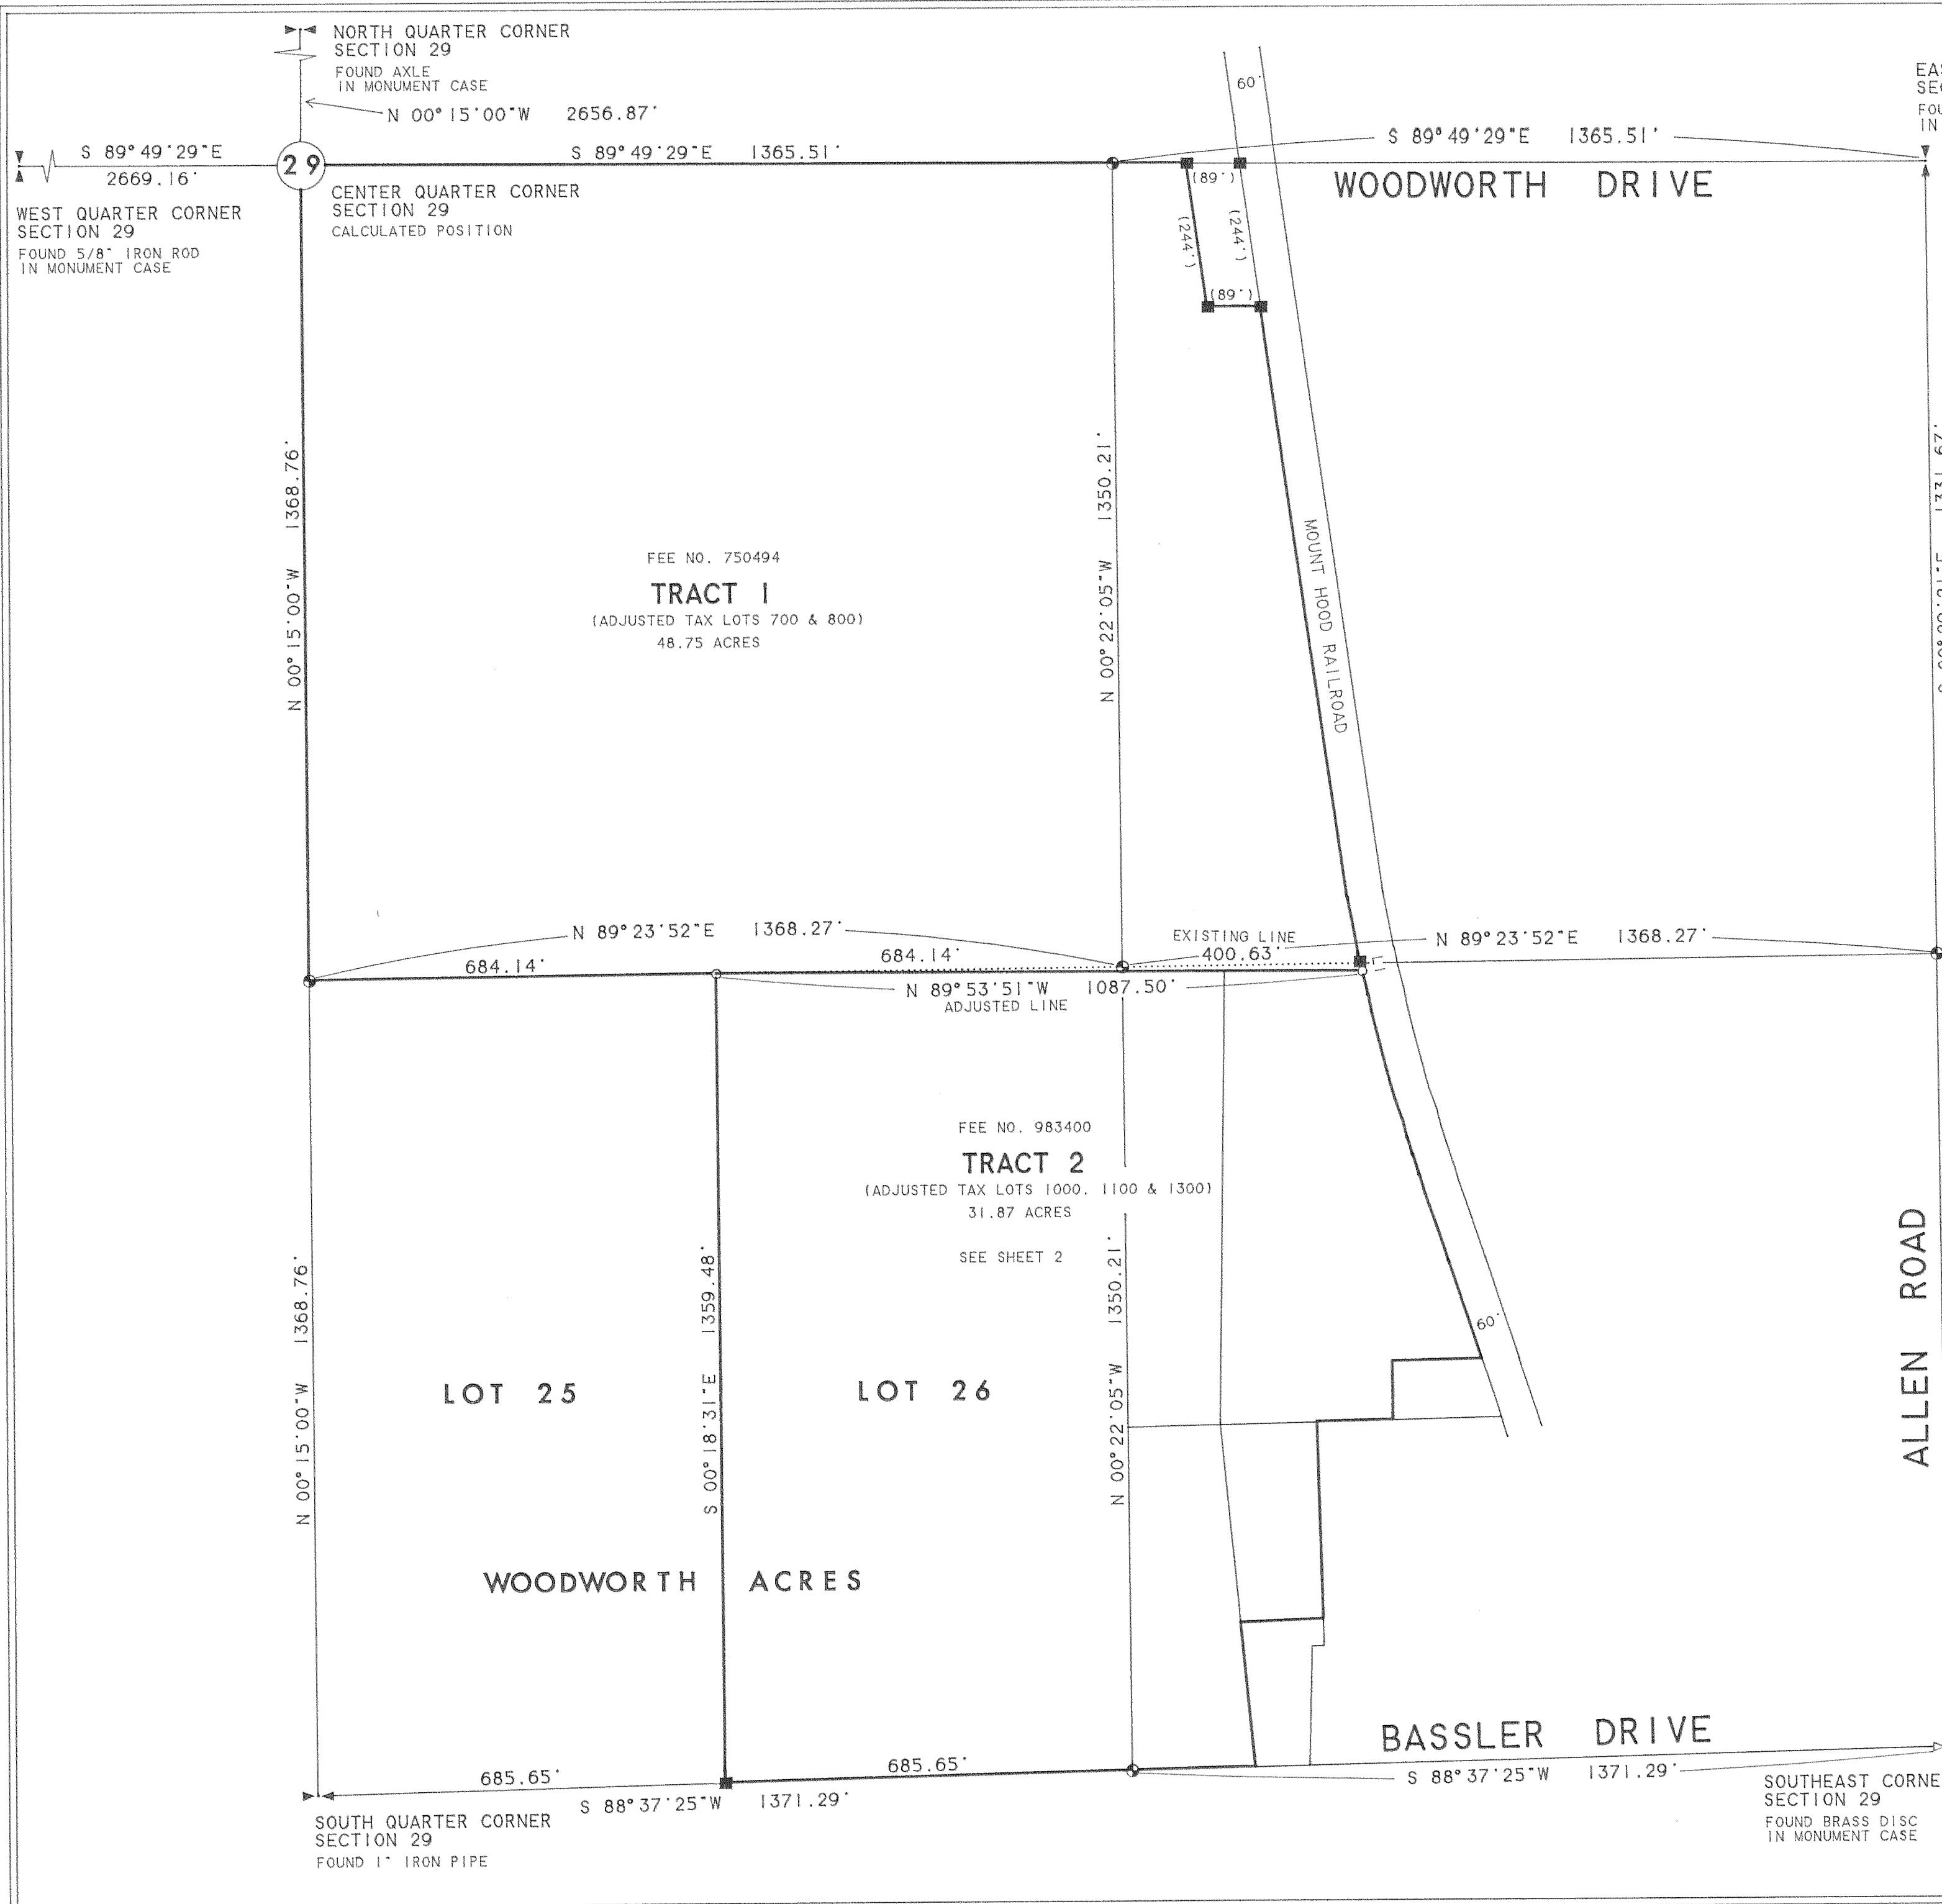 NORTH QUARTER CORNER
SECTION 29
FOUND AXLE
IN MONUMENT CASE
N 00°15'00"W 2656.87'
60'
S 89°49'29"E
2669.16'
29
S 89°49'29"E 1365.51'
S 89°49'29"E 1365.51'
WOODWORTH DRIVE
WEST QUARTER CORNER
SECTION 29
FOUND 5/8" IRON ROD
IN MONUMENT CASE
CENTER QUARTER CORNER
SECTION 29
CALCULATED POSITION
(89')
(244')
(244')
(89')
N 00°15'00"W 1368.76'
N 00°22'05"W 1350.21'
MOUNT HOOD RAILROAD
FEE NO. 750494
TRACT 1
(ADJUSTED TAX LOTS 700 & 800)
48.75 ACRES
N 89°23'52"E 1368.27'
684.14'
684.14'
EXISTING LINE
400.63'
N 89°23'52"E 1368.27'
N 89°53'51"W 1087.50'
ADJUSTED LINE
FEE NO. 983400
TRACT 2
(ADJUSTED TAX LOTS 1000, 1100 & 1300)
31.87 ACRES
SEE SHEET 2
N 00°15'00"W 1368.76'
S 00°18'31"E 1359.48'
N 00°22'05"W 1350.21'
60'
ALLEN ROAD
LOT 25
LOT 26
WOODWORTH ACRES
BASSLER DRIVE
685.65'
685.65'
S 88°37'25"W 1371.29'
S 88°37'25"W 1371.29'
SOUTH QUARTER CORNER
SECTION 29
FOUND 1" IRON PIPE
SOUTHEAST CORNE
SECTION 29
FOUND BRASS DISC
IN MONUMENT CASE